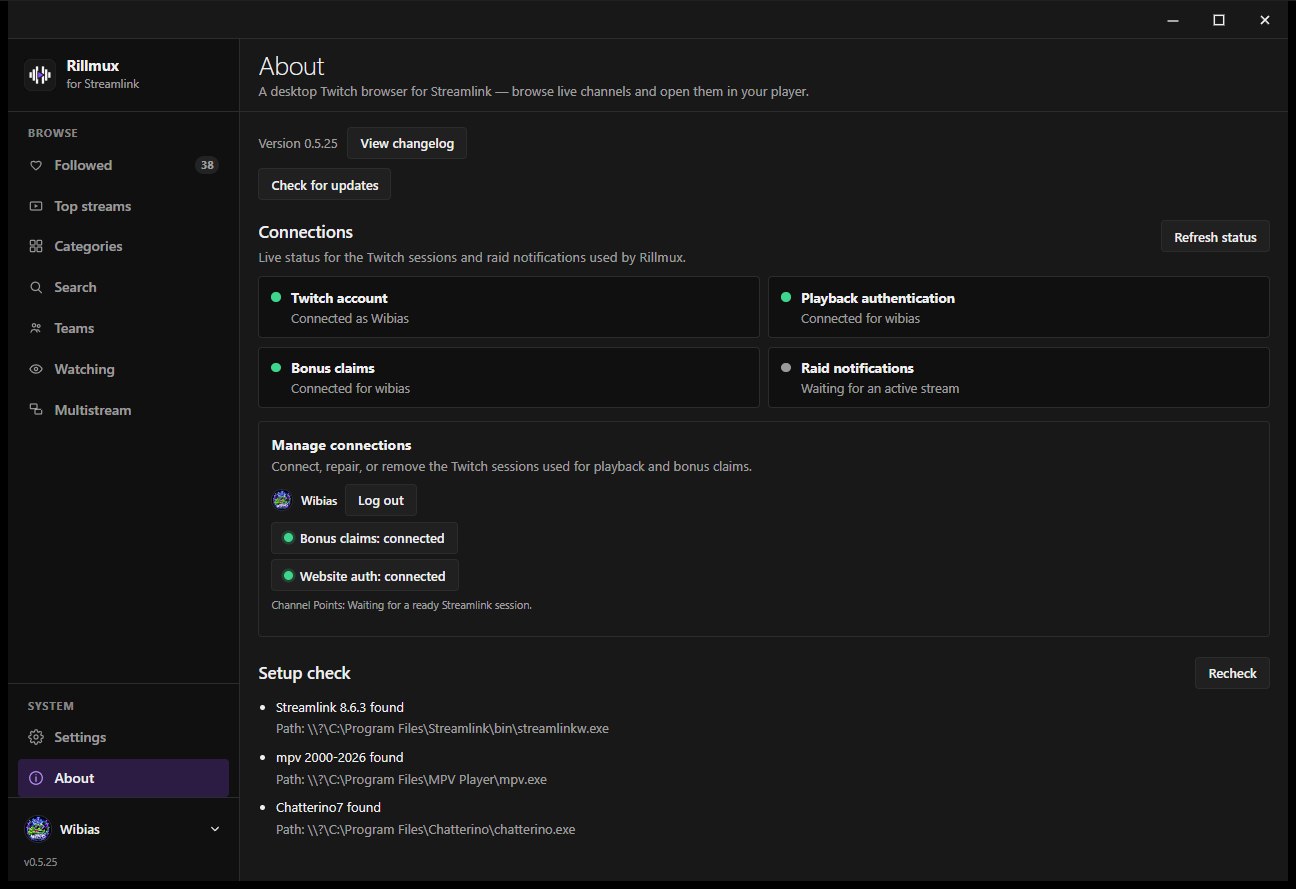 Rillmux
for Streamlink
BROWSE
Followed 38
Top streams
Categories
Search
Teams
Watching
Multistream
SYSTEM
Settings
About
Wibias
v0.5.25
About
A desktop Twitch browser for Streamlink — browse live channels and open them in your player.
Version 0.5.25 View changelog
Check for updates
Connections
Live status for the Twitch sessions and raid notifications used by Rillmux.
Refresh status
Twitch account
Connected as Wibias
Playback authentication
Connected for wibias
Bonus claims
Connected for wibias
Raid notifications
Waiting for an active stream
Manage connections
Connect, repair, or remove the Twitch sessions used for playback and bonus claims.
Wibias Log out
Bonus claims: connected
Website auth: connected
Channel Points: Waiting for a ready Streamlink session.
Setup check
Recheck
• Streamlink 8.6.3 found
Path: \\?\C:\Program Files\Streamlink\bin\streamlinkw.exe
• mpv 2000-2026 found
Path: \\?\C:\Program Files\MPV Player\mpv.exe
• Chatterino7 found
Path: \\?\C:\Program Files\Chatterino\chatterino.exe